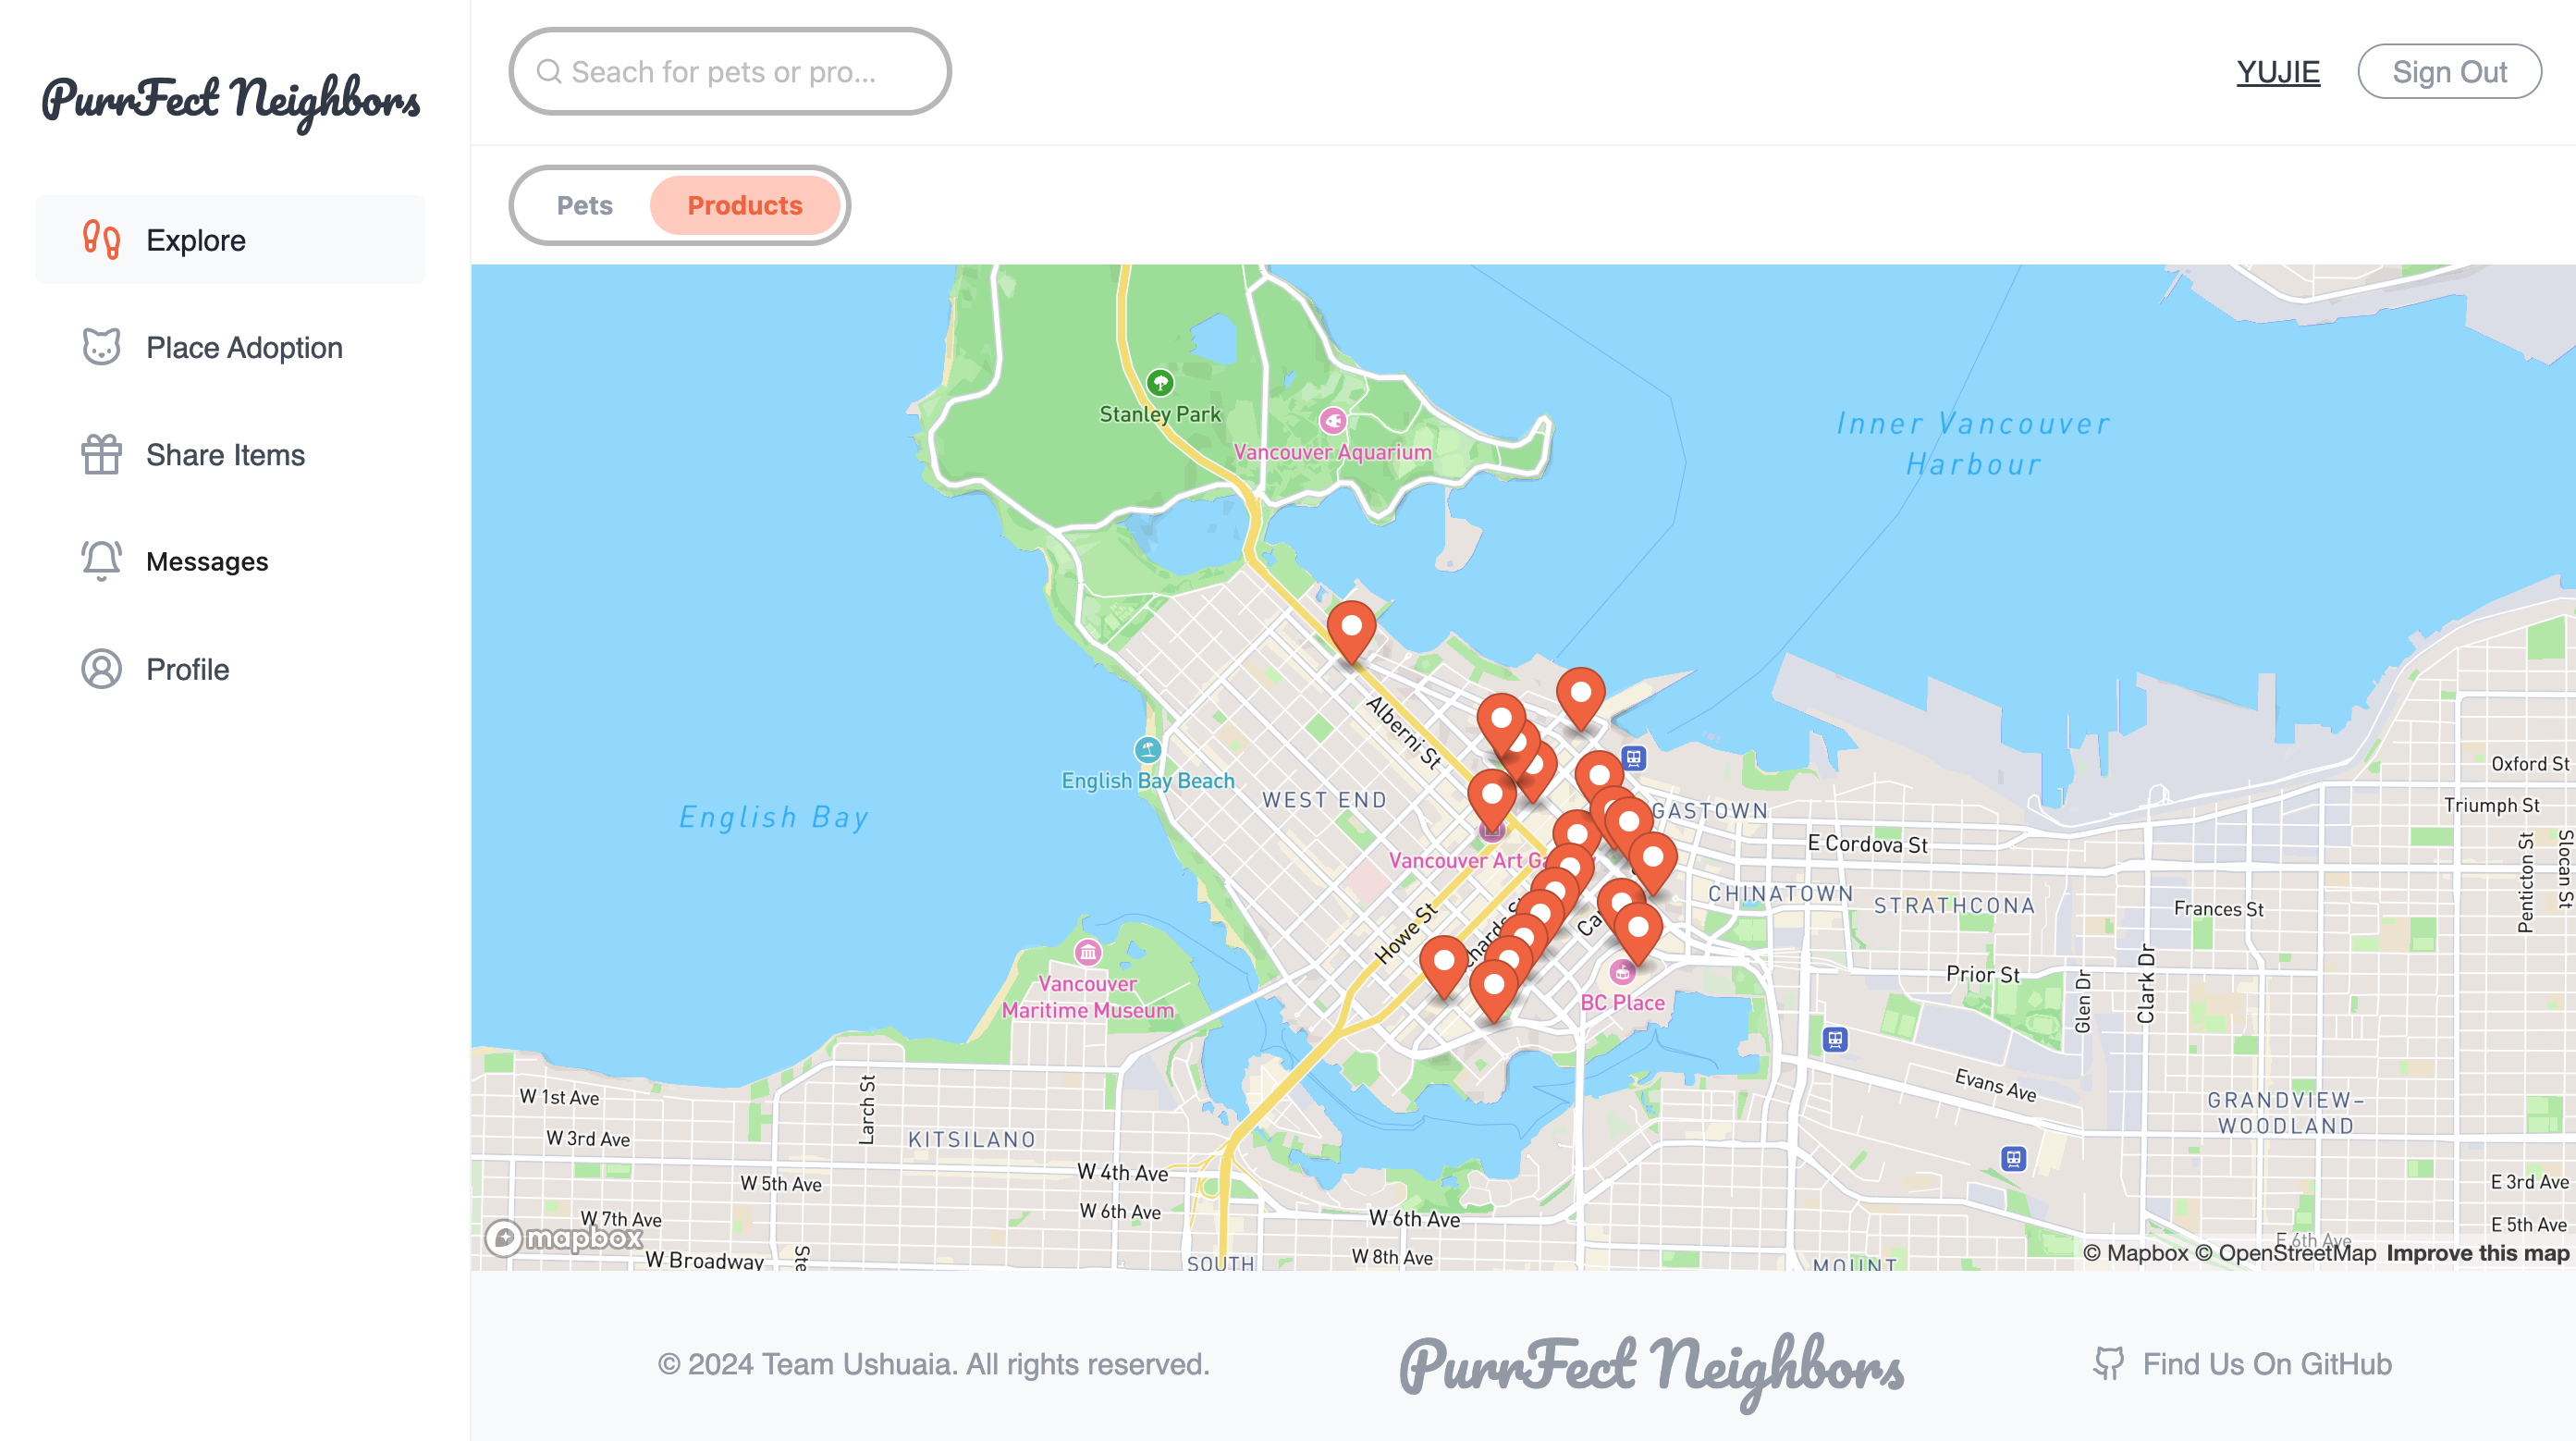 PurrFect Neighbors
Seach for pets or pro...
YUJIE
Sign Out
Explore
Place Adoption
Share Items
Messages
Profile
Pets
Products
Stanley Park
Vancouver Aquarium
Inner Vancouver
Harbour
Alberni St
English Bay Beach
WEST END
English Bay
GASTOWN
Vancouver Art Ga
E Cordova St
CHINATOWN
STRATHCONA
Oxford St
Triumph St
Slocan St
Penticton St
Frances St
Howe St
chards S
Ca
BC Place
Prior St
Glen Dr
Clark Dr
Vancouver
Maritime Museum
Evans Ave
GRANDVIEW-
WOODLAND
W 1st Ave
W 3rd Ave
Larch St
KITSILANO
W 4th Ave
W 5th Ave
W 6th Ave
W 6th Ave
W 7th Ave
W 8th Ave
W Broadway
Ste
SOUTH
MOUNT
E 3rd Ave
E 5th Ave
E 6th Ave
mapbox
© Mapbox © OpenStreetMap Improve this map
© 2024 Team Ushuaia. All rights reserved.
PurrFect Neighbors
Find Us On GitHub